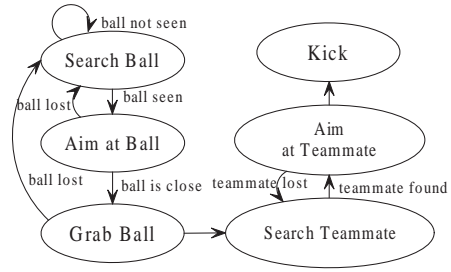 ball not seen
Search Ball
ball seen
ball lost
Aim at Ball
ball lost
ball is close
Grab Ball
Kick
Aim
at Teammate
teammate lost
teammate found
Search Teammate